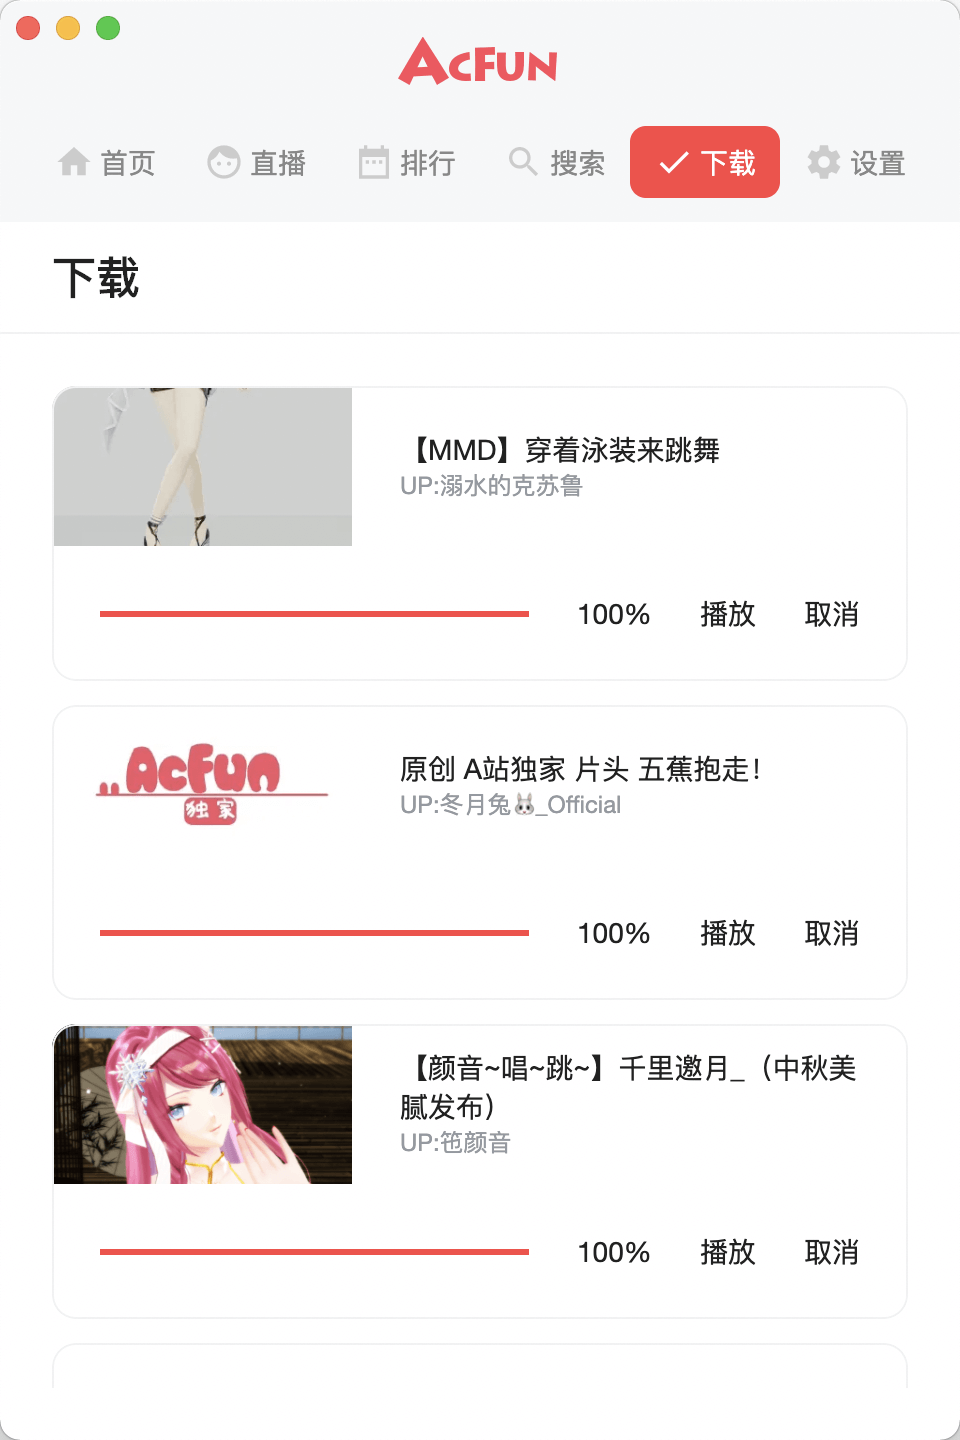 AcFun
首页
直播
排行
搜索
下载
设置
下载
【MMD】穿着泳装来跳舞
UP:溺水的克苏鲁
100%
播放
取消
AcFun
独家
原创 A站独家 片头 五蕉抱走！
UP:冬月兔🐰_Official
100%
播放
取消
【颜音~唱~跳~】千里邀月_（中秋美
腻发布）
UP:笆颜音
100%
播放
取消